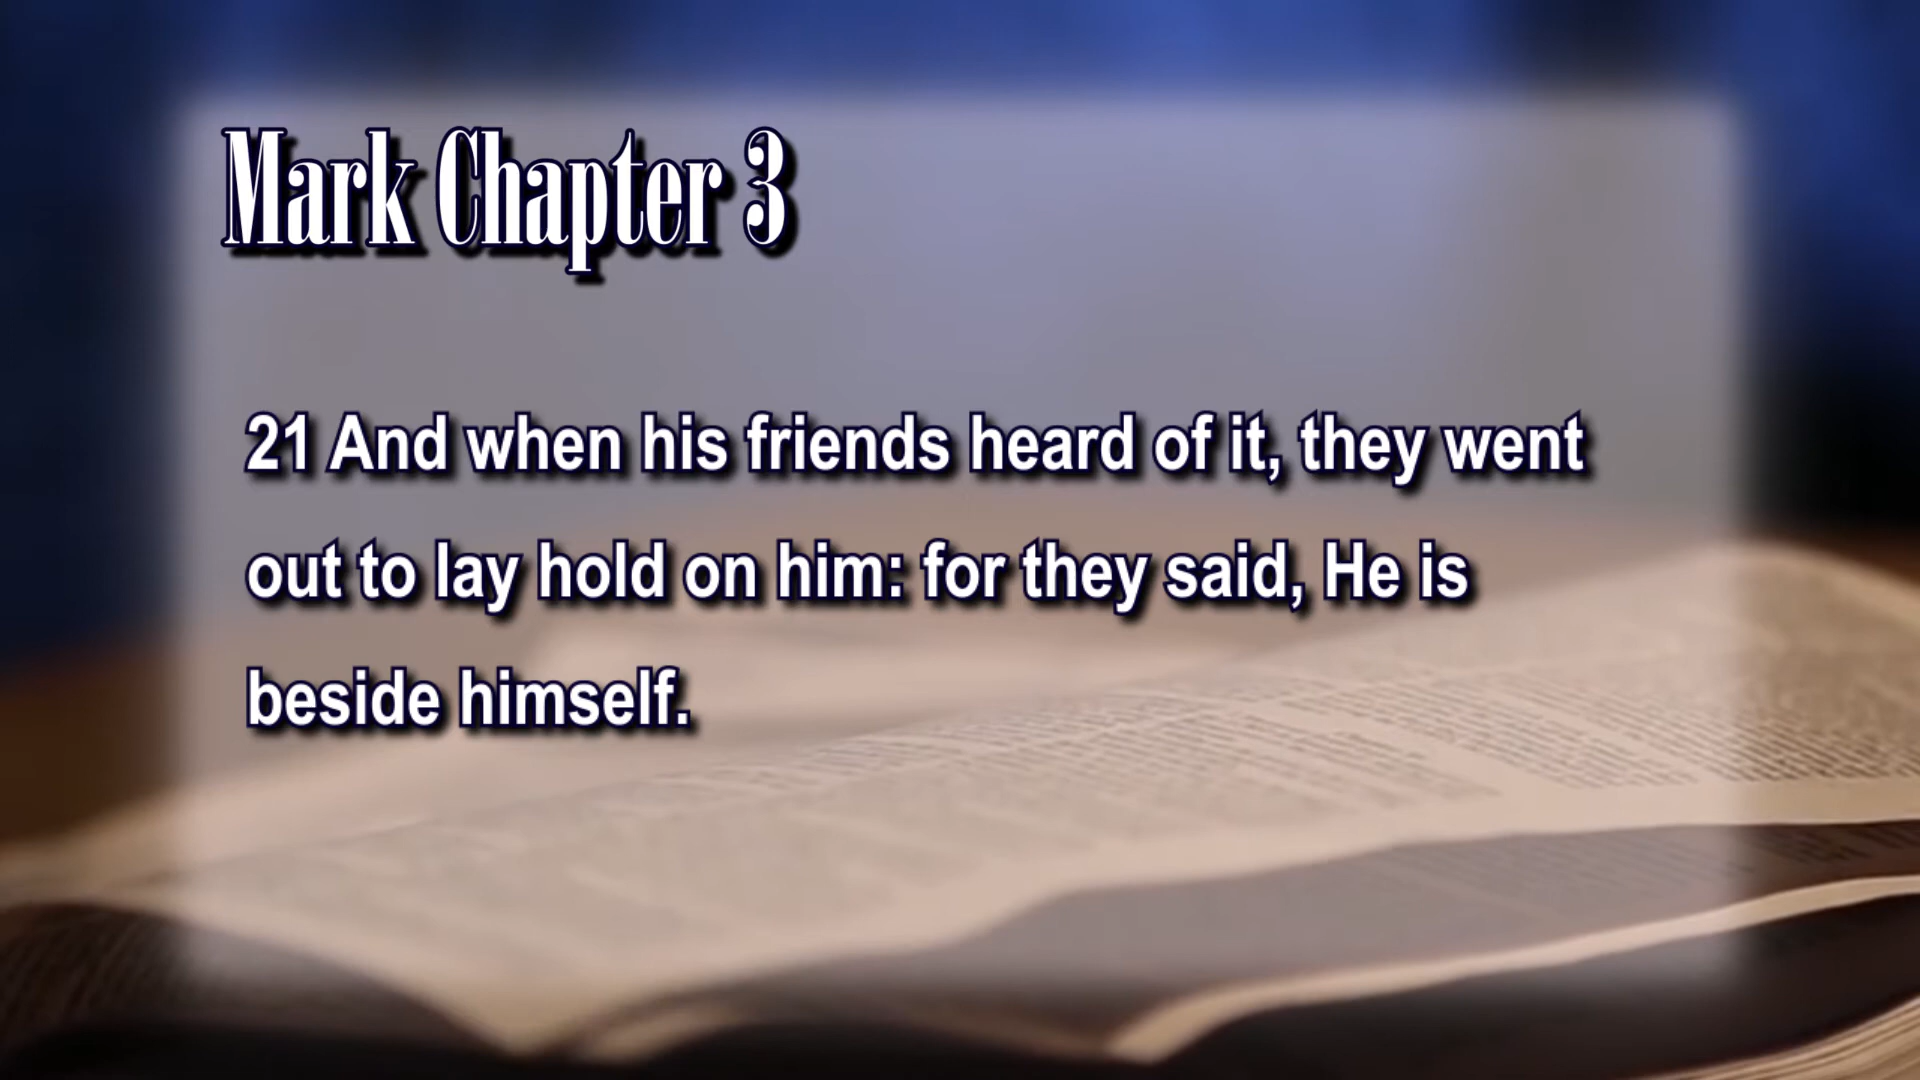 Mark Chapter 3
21 And when his friends heard of it, they went
out to lay hold on him: for they said, He is
beside himself.